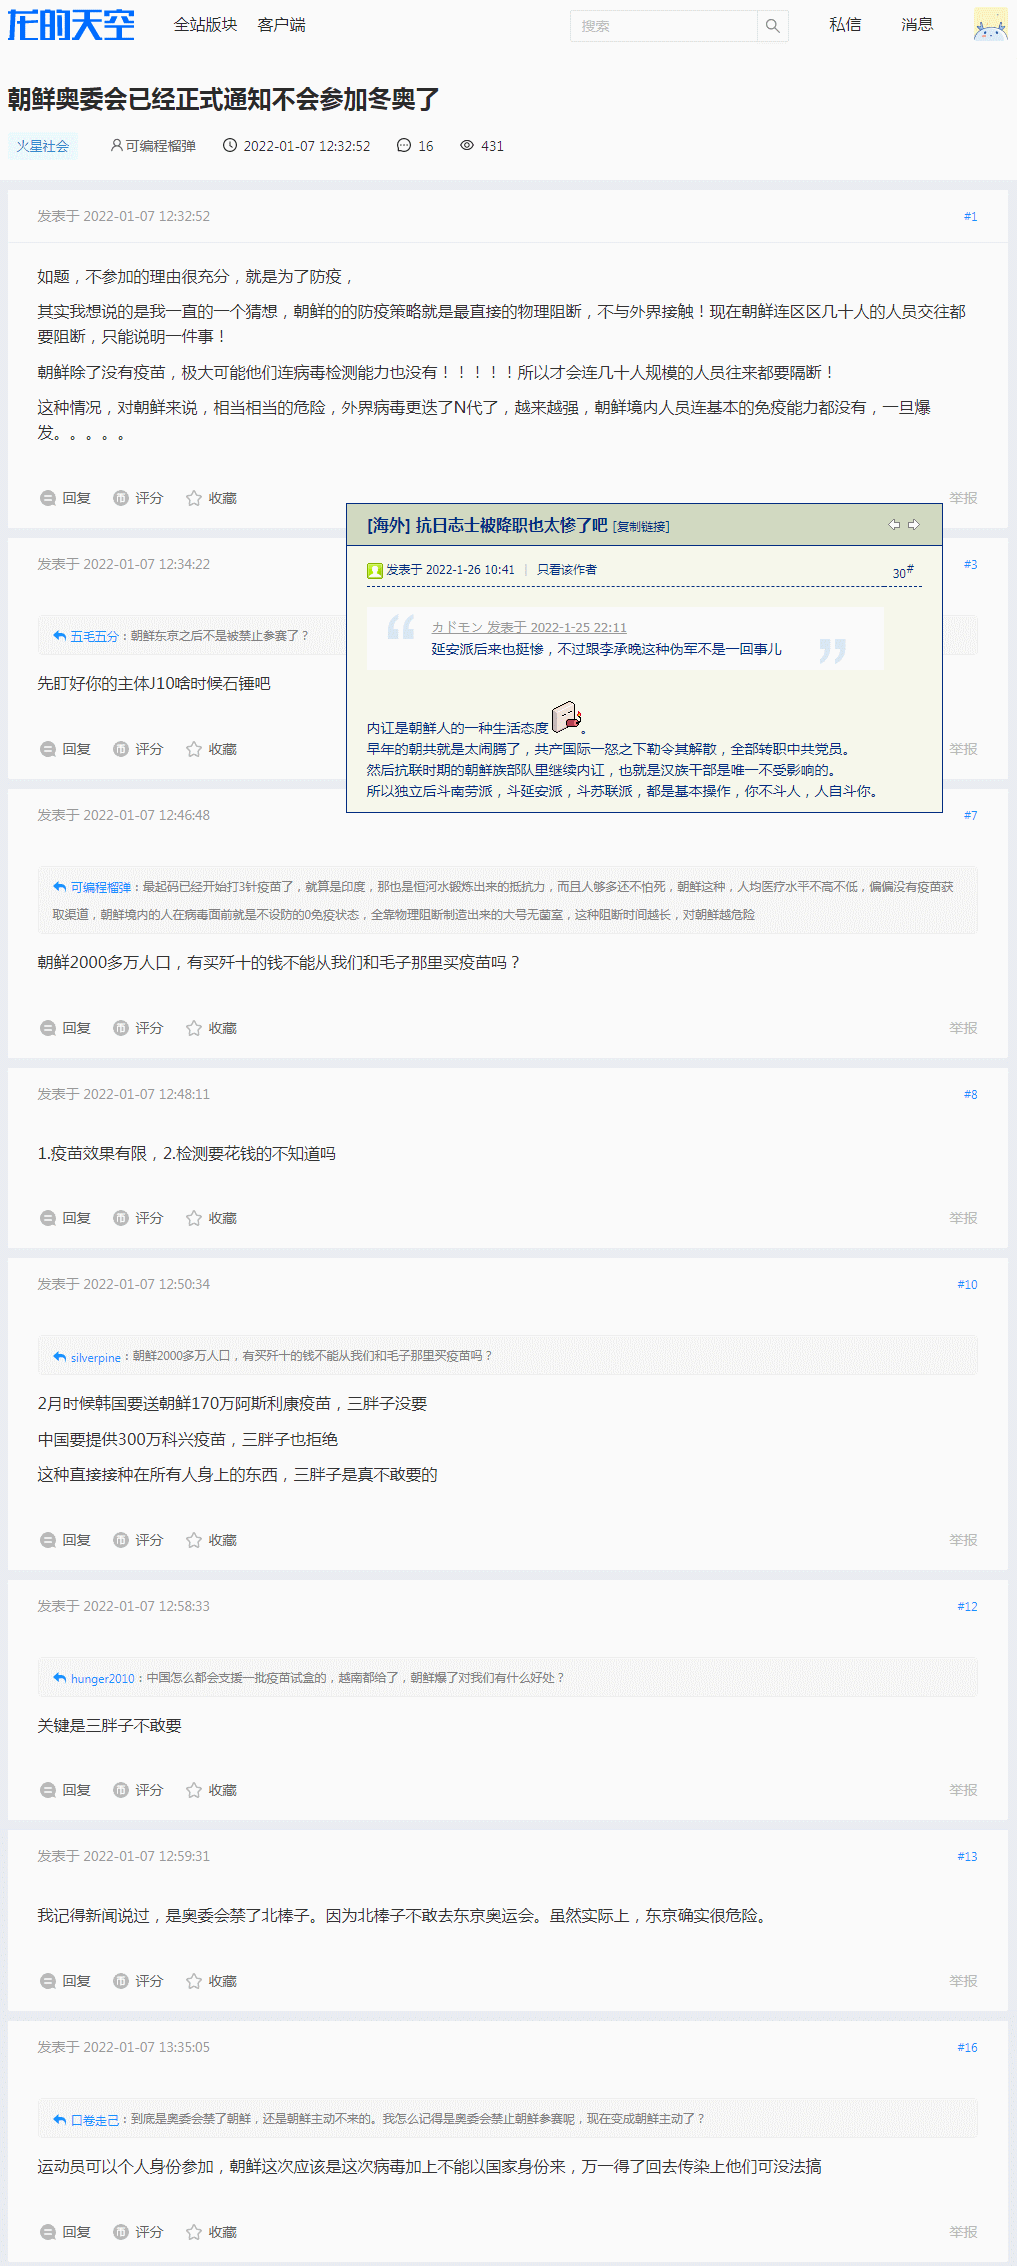 龙的天空 全站版块 客户端 搜索 私信 消息
朝鲜奥委会已经正式通知不会参加冬奥了
火星社会 可编程榴弹 2022-01-07 12:32:52 16 431
发表于 2022-01-07 12:32:52 #1
如题，不参加的理由很充分，就是为了防疫，
其实我想说的是我一直的一个猜想，朝鲜的的防疫策略就是最直接的物理阻断，不与外界接触！现在朝鲜连区区几十人的人员交往都
要阻断，只能说明一件事！
朝鲜除了没有疫苗，极大可能他们连病毒检测能力也没有！！！！！所以才会连几十人规模的人员往来都要隔断！
这种情况，对朝鲜来说，相当相当的危险，外界病毒更迭了N代了，越来越强，朝鲜境内人员连基本的免疫能力都没有，一旦爆
发。。。。。
回复 评分 收藏 举报
[海外] 抗日志士被降职也太惨了吧 [复制链接]
发表于 2022-1-26 10:41 | 只看该作者 30#
カドモン 发表于 2022-1-25 22:11
延安派后来也挺惨，不过跟李承晚这种伪军不是一回事儿
内讧是朝鲜人的一种生活态度。
早年的朝共就是太闹腾了，共产国际一怒之下勒令其解散，全部转职中共党员。
然后抗联时期的朝鲜族部队里继续内讧，也就是汉族干部是唯一不受影响的。
所以独立后斗南劳派，斗延安派，斗苏联派，都是基本操作，你不斗人，人自斗你。
发表于 2022-01-07 12:34:22 #3
五毛五分：朝鲜东京之后不是被禁止参赛了？
先盯好你的主体J10啥时候石锤吧
回复 评分 收藏 举报
发表于 2022-01-07 12:46:48 #7
可编程榴弹：最起码已经开始打3针疫苗了，就算是印度，那也是恒河水锻炼出来的抵抗力，而且人够多还不怕死，朝鲜这种，人均医疗水平不高不低，偏偏没有疫苗获
取渠道，朝鲜境内的人在病毒面前就是不设防的0免疫状态，全靠物理阻断制造出来的大号无菌室，这种阻断时间越长，对朝鲜越危险
朝鲜2000多万人口，有买歼十的钱不能从我们和毛子那里买疫苗吗？
回复 评分 收藏 举报
发表于 2022-01-07 12:48:11 #8
1.疫苗效果有限，2.检测要花钱的不知道吗
回复 评分 收藏 举报
发表于 2022-01-07 12:50:34 #10
silverpine：朝鲜2000多万人口，有买歼十的钱不能从我们和毛子那里买疫苗吗？
2月时候韩国要送朝鲜170万阿斯利康疫苗，三胖子没要
中国要提供300万科兴疫苗，三胖子也拒绝
这种直接接种在所有人身上的东西，三胖子是真不敢要的
回复 评分 收藏 举报
发表于 2022-01-07 12:58:33 #12
hunger2010：中国怎么都会支援一批疫苗试盒的，越南都给了，朝鲜爆了对我们有什么好处？
关键是三胖子不敢要
回复 评分 收藏 举报
发表于 2022-01-07 12:59:31 #13
我记得新闻说过，是奥委会禁了北棒子。因为北棒子不敢去东京奥运会。虽然实际上，东京确实很危险。
回复 评分 收藏 举报
发表于 2022-01-07 13:35:05 #16
口卷走己：到底是奥委会禁了朝鲜，还是朝鲜主动不来的。我怎么记得是奥委会禁止朝鲜参赛呢，现在变成朝鲜主动了？
运动员可以个人身份参加，朝鲜这次应该是这次病毒加上不能以国家身份来，万一得了回去传染上他们可没法搞
回复 评分 收藏 举报